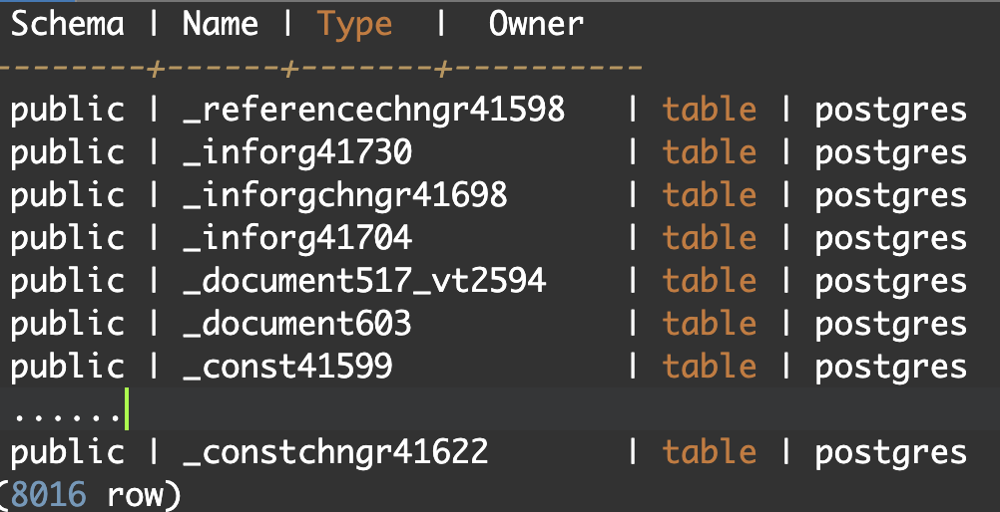 Schema | Name | Type  |  Owner
--------+------+-------+----------
public | _referencechngr41598   | table | postgres
public | _inforg41730           | table | postgres
public | _inforgchngr41698      | table | postgres
public | _inforg41704           | table | postgres
public | _document517_vt2594    | table | postgres
public | _document603           | table | postgres
public | _const41599            | table | postgres
......
public | _constchngr41622       | table | postgres
(8016 row)